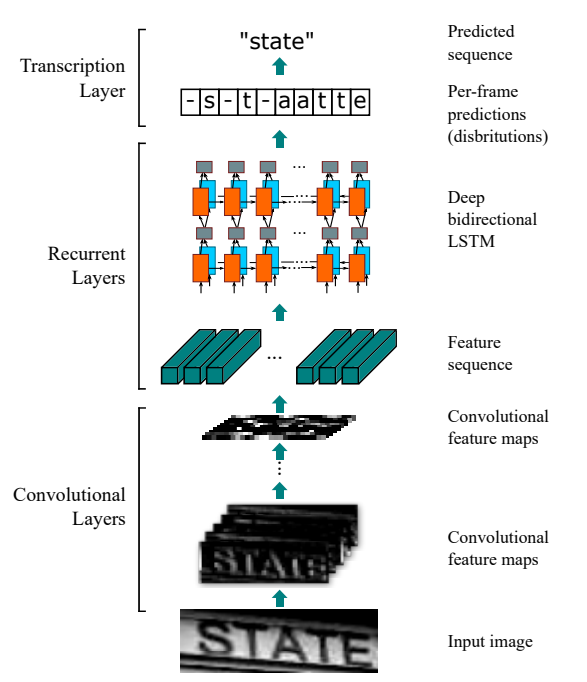 "state"
Predicted
sequence
Transcription
Layer
-s-t-aatte
Per-frame
predictions
(disbritutions)
Recurrent
Layers
Deep
bidirectional
LSTM
...
Feature
sequence
Convolutional
feature maps
Convolutional
Layers
STATE
Convolutional
feature maps
STATE
Input image